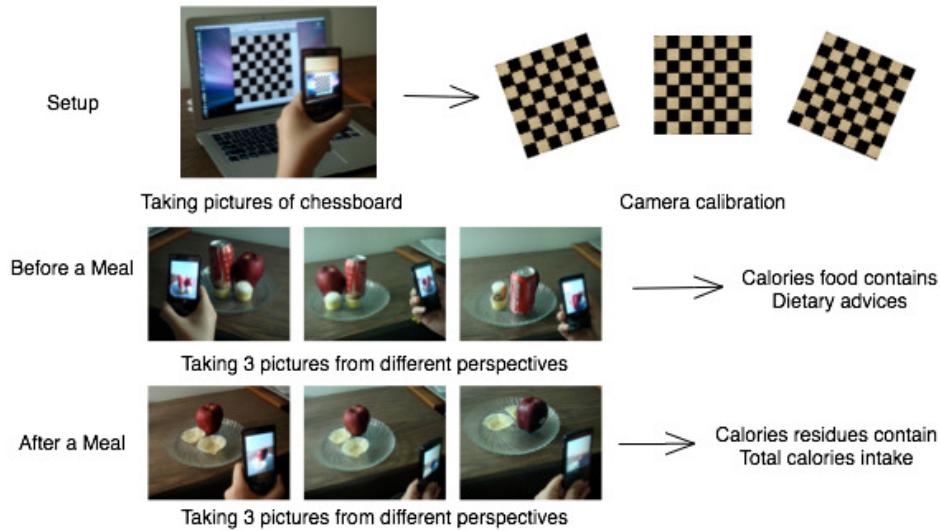 Setup
Taking pictures of chessboard
Camera calibration
Before a Meal
Calories food contains
Dietary advices
Taking 3 pictures from different perspectives
After a Meal
Calories residues contain
Total calories intake
Taking 3 pictures from different perspectives